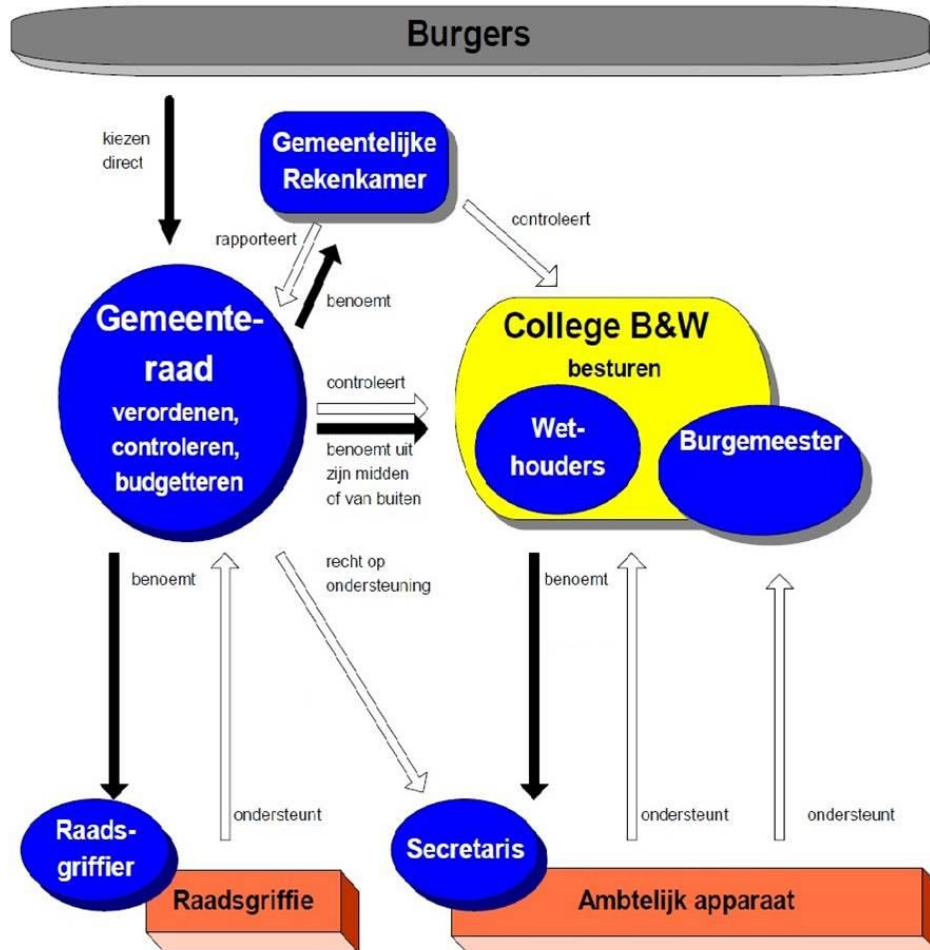 Burgers
kiezen
direct
Gemeentelijke
Rekenkamer
rapporteert
controleert
benoemt
Gemeente-
raad
verordenen,
controleren,
budgetteren
controleert
benoemt uit
zijn midden
of van buiten
College B&W
besturen
Wet-
houders
Burgemeester
benoemt
recht op
ondersteuning
benoemt
ondersteunt
ondersteunt
ondersteunt
Raads-
griffier
Raadsgriffie
Secretaris
Ambtelijk apparaat